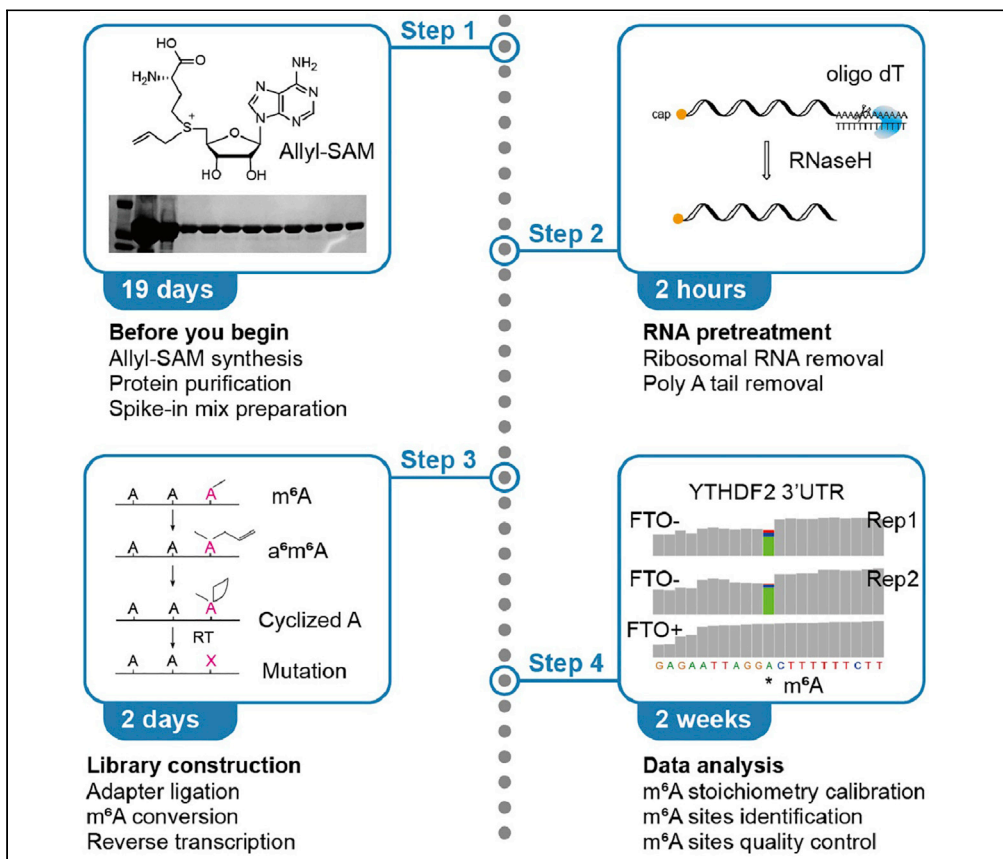 Step 1
HO
O
H₂N
S⁺
O
N
N
N
N
NH₂
HO
OH
Allyl-SAM
19 days
Before you begin
Allyl-SAM synthesis
Protein purification
Spike-in mix preparation
Step 2
oligo dT
cap
AAAAAAAAAAA
TTTTTTTTTTT
RNaseH
2 hours
RNA pretreatment
Ribosomal RNA removal
Poly A tail removal
Step 3
A A A m⁶A
A A A a⁶m⁶A
A A A Cyclized A
RT
A A X Mutation
2 days
Library construction
Adapter ligation
m⁶A conversion
Reverse transcription
Step 4
YTHDF2 3'UTR
FTO- Rep1
FTO- Rep2
FTO+
GAGAATTAGGACTTTTTTCTT
* m⁶A
2 weeks
Data analysis
m⁶A stoichiometry calibration
m⁶A sites identification
m⁶A sites quality control